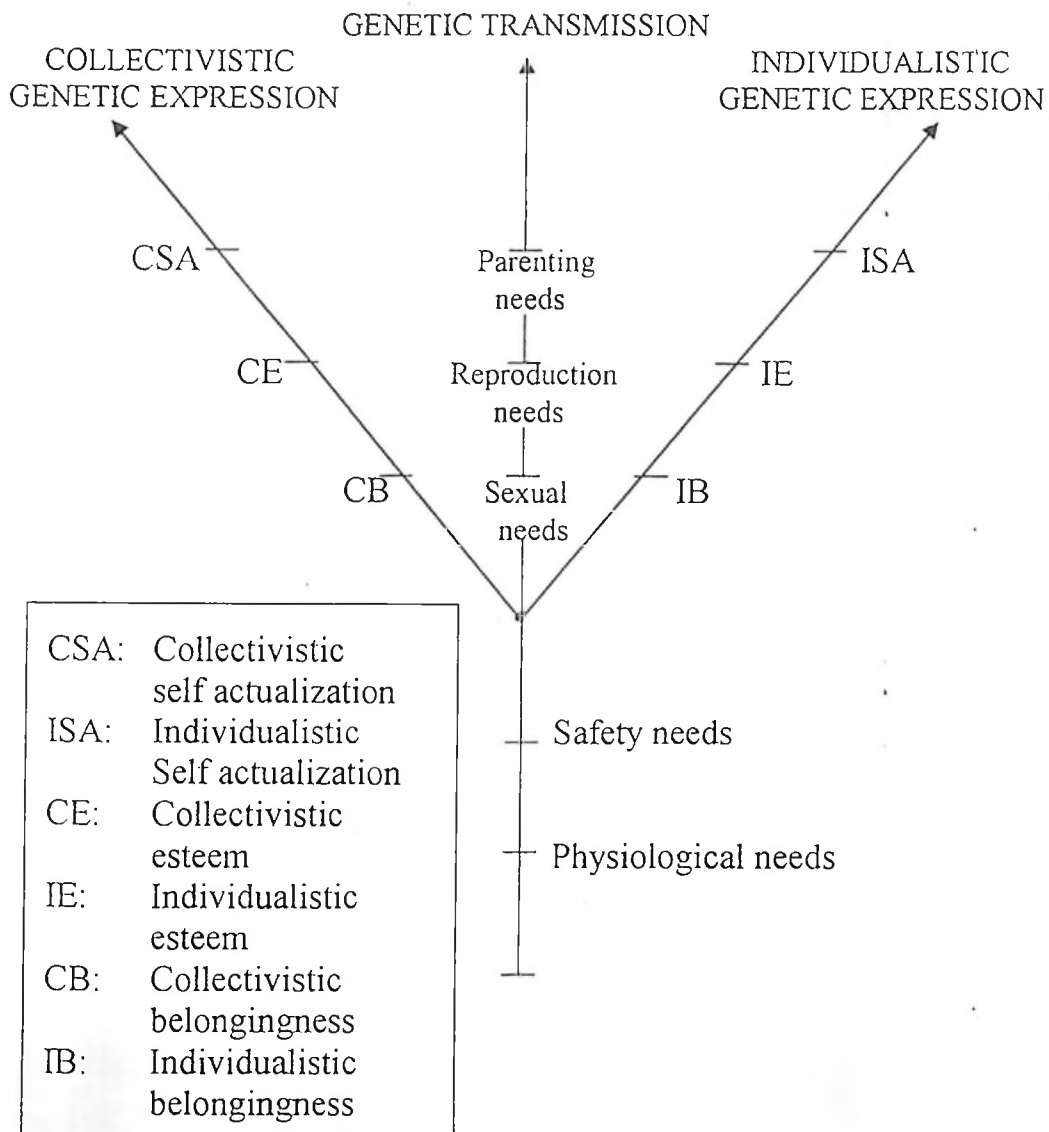 GENETIC TRANSMISSION
COLLECTIVISTIC
GENETIC EXPRESSION
INDIVIDUALISTIC
GENETIC EXPRESSION
CSA
Parenting
needs
ISA
CE
Reproduction
needs
IE
CB
Sexual
needs
IB
Safety needs
Physiological needs
CSA: Collectivistic
self actualization
ISA: Individualistic
Self actualization
CE: Collectivistic
esteem
IE: Individualistic
esteem
CB: Collectivistic
belongingness
IB: Individualistic
belongingness